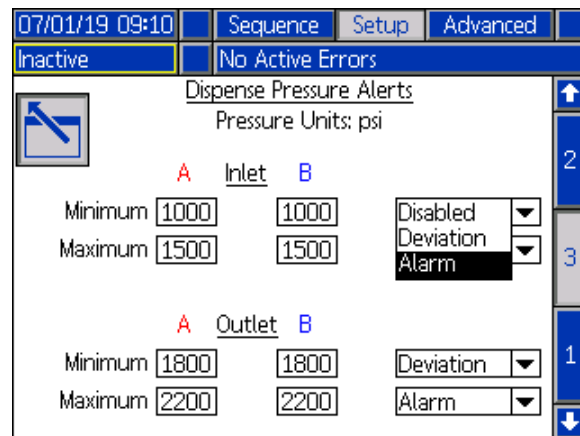 07/01/19 09:10 Sequence Setup Advanced
Inactive No Active Errors
Dispense Pressure Alerts
Pressure Units: psi
2
A Inlet B
Minimum 1000 1000 Disabled
Deviation
Maximum 1500 1500 Alarm
3
A Outlet B
Minimum 1800 1800 Deviation
1
Maximum 2200 2200 Alarm